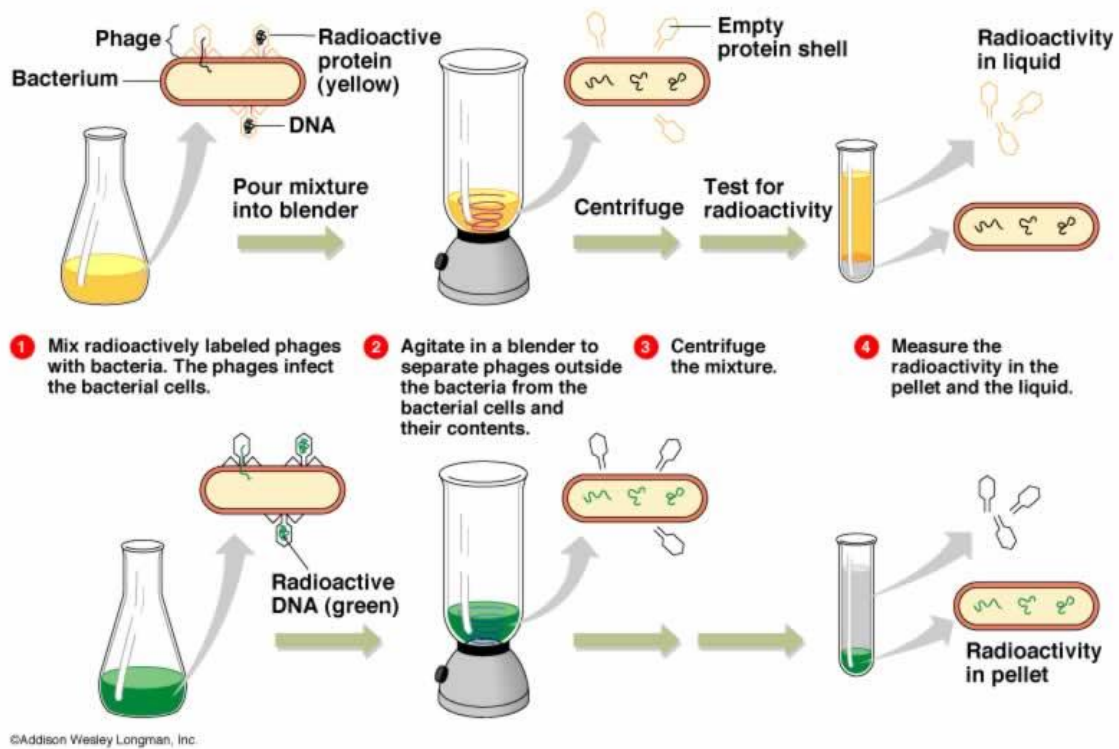 Phage
Bacterium
Radioactive
protein
(yellow)
DNA
Empty
protein shell
Radioactivity
in liquid
Pour mixture
into blender
Centrifuge
Test for
radioactivity
1 Mix radioactively labeled phages
with bacteria. The phages infect
the bacterial cells.
2 Agitate in a blender to
separate phages outside
the bacteria from the
bacterial cells and
their contents.
3 Centrifuge
the mixture.
4 Measure the
radioactivity in the
pellet and the liquid.
Radioactive
DNA (green)
Radioactivity
in pellet
©Addison Wesley Longman, Inc.